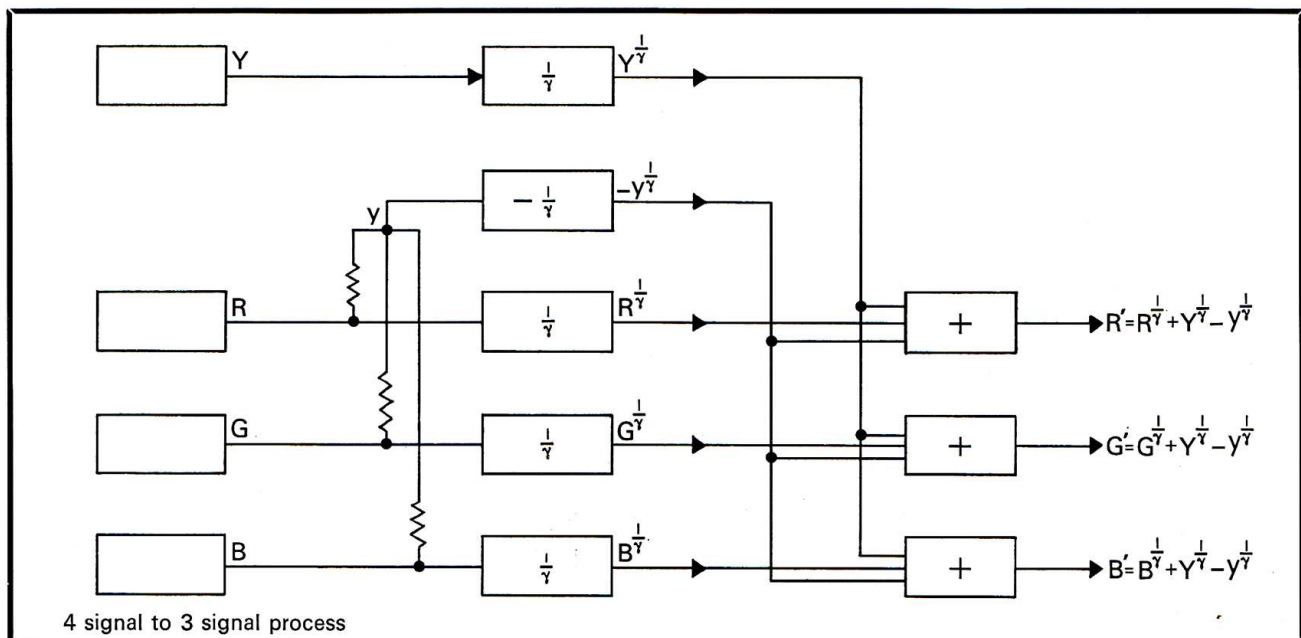 Y
1/γ
Y^1/γ
y
− 1/γ
−y^1/γ
R
1/γ
R^1/γ
+
R′=R^1/γ+Y^1/γ−y^1/γ
G
1/γ
G^1/γ
+
G′=G^1/γ+Y^1/γ−y^1/γ
B
1/γ
B^1/γ
+
B′=B^1/γ+Y^1/γ−y^1/γ
4 signal to 3 signal process